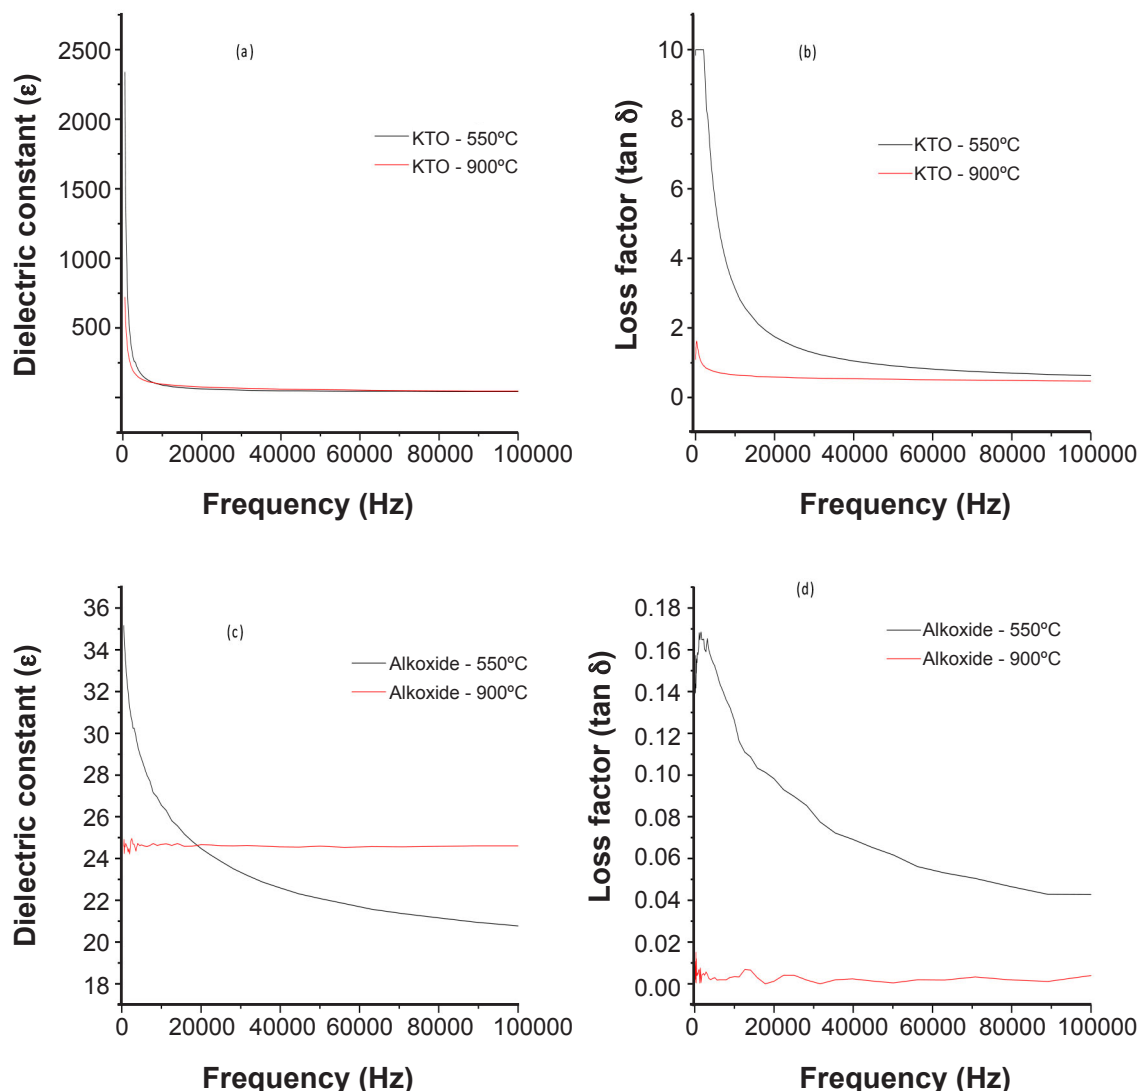 (a)
Dielectric constant (ε)
2500
2000
1500
1000
500
KTO - 550ºC
KTO - 900ºC
0 20000 40000 60000 80000 100000
Frequency (Hz)
(b)
Loss factor (tan δ)
10
8
6
4
2
0
KTO - 550ºC
KTO - 900ºC
0 20000 40000 60000 80000 100000
Frequency (Hz)
(c)
Dielectric constant (ε)
36
34
32
30
28
26
24
22
20
18
Alkoxide - 550ºC
Alkoxide - 900ºC
0 20000 40000 60000 80000 100000
Frequency (Hz)
(d)
Loss factor (tan δ)
0.18
0.16
0.14
0.12
0.10
0.08
0.06
0.04
0.02
0.00
Alkoxide - 550ºC
Alkoxide - 900ºC
0 20000 40000 60000 80000 100000
Frequency (Hz)